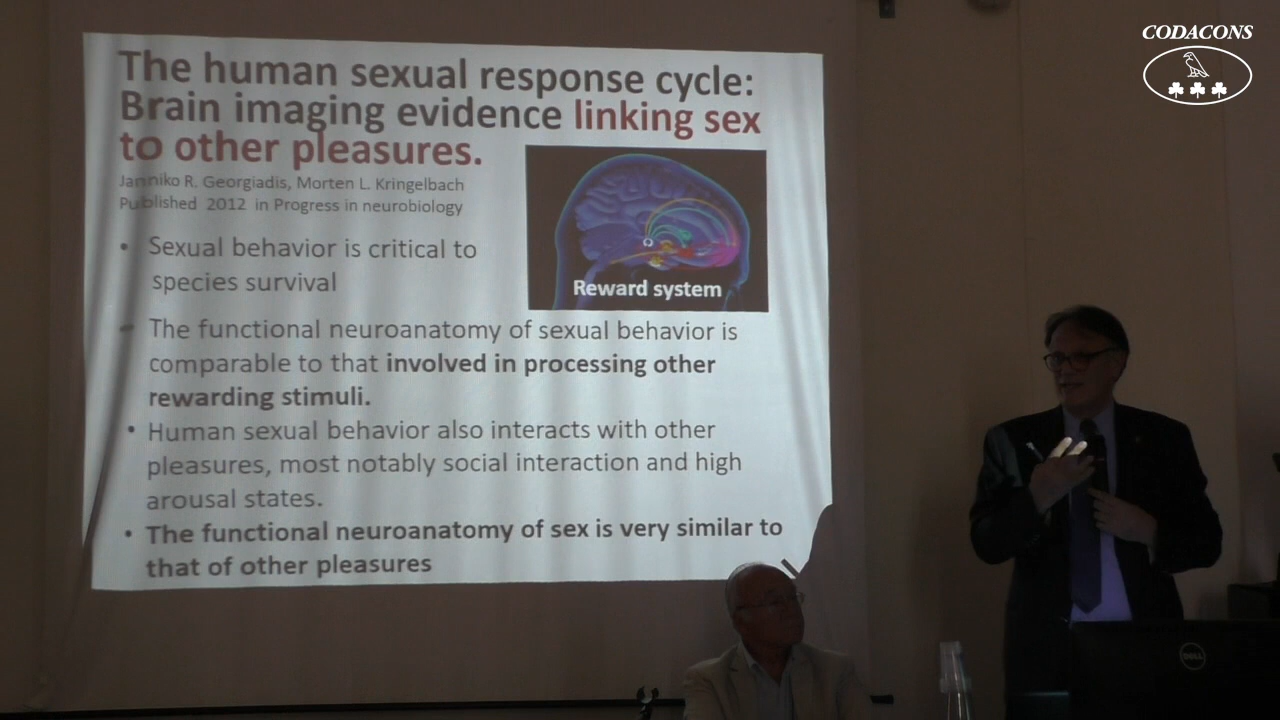 CODACONS
The human sexual response cycle:
Brain imaging evidence linking sex
to other pleasures.
Janniko R. Georgiadis, Morten L. Kringelbach
Published 2012 in Progress in neurobiology
• Sexual behavior is critical to
species survival
Reward system
• The functional neuroanatomy of sexual behavior is
comparable to that involved in processing other
rewarding stimuli.
• Human sexual behavior also interacts with other
pleasures, most notably social interaction and high
arousal states.
• The functional neuroanatomy of sex is very similar to
that of other pleasures
DELL